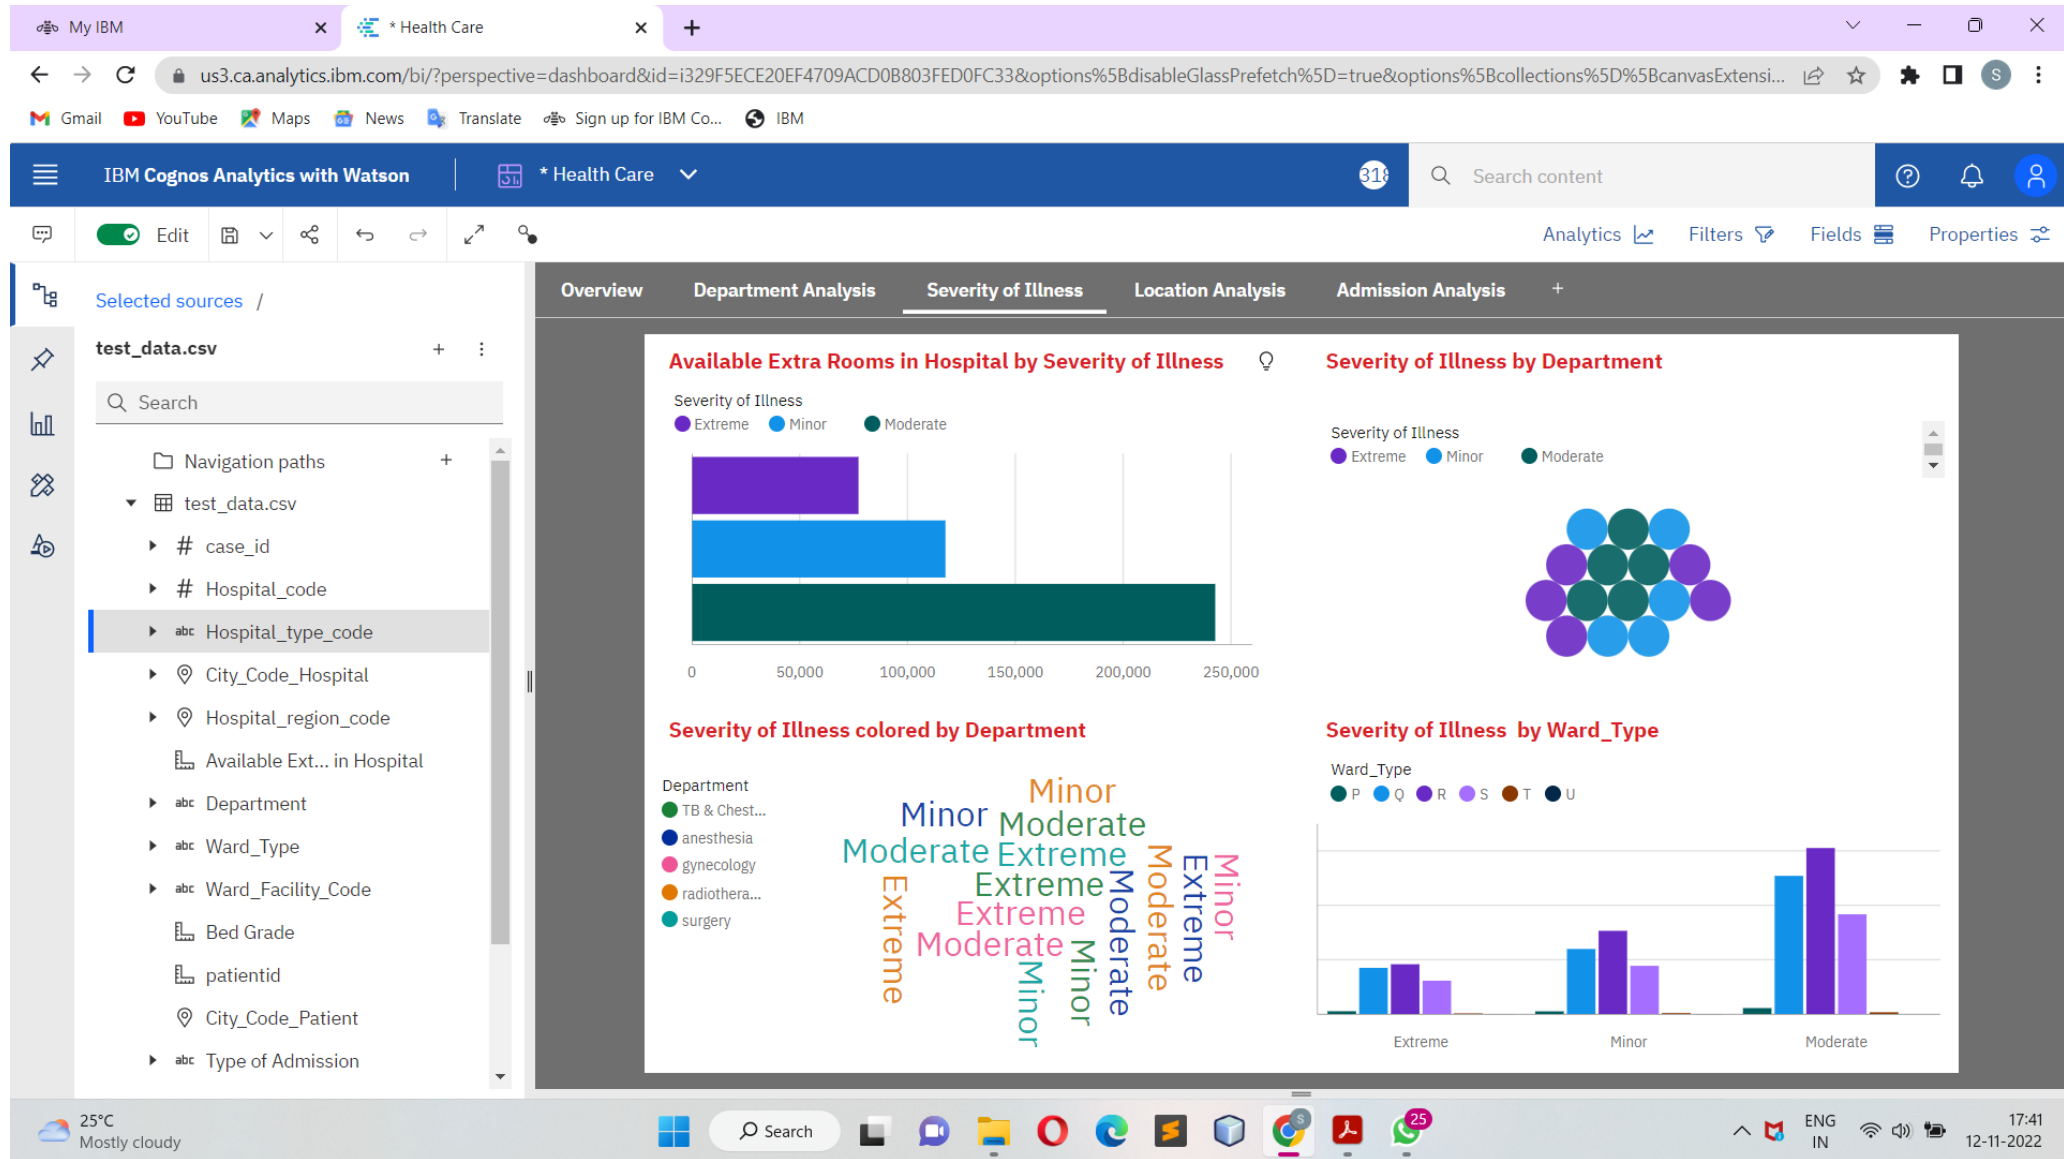 My IBM
* Health Care
us3.ca.analytics.ibm.com/bi/?perspective=dashboard&id=i329F5ECE20EF4709ACD0B803FED0FC33&options%5BdisableGlassPrefetch%5D=true&options%5Bcollections%5D%5BcanvasExtensi...
S
Gmail YouTube Maps News Translate Sign up for IBM Co... IBM
IBM Cognos Analytics with Watson
* Health Care
Search content
Edit
Analytics Filters Fields Properties
Selected sources /
test_data.csv
Search
Navigation paths
test_data.csv
case_id
Hospital_code
abc Hospital_type_code
City_Code_Hospital
Hospital_region_code
Available Ext... in Hospital
abc Department
abc Ward_Type
abc Ward_Facility_Code
Bed Grade
patientid
City_Code_Patient
abc Type of Admission
Overview Department Analysis Severity of Illness Location Analysis Admission Analysis
Available Extra Rooms in Hospital by Severity of Illness
Severity of Illness
Extreme Minor Moderate
0 50,000 100,000 150,000 200,000 250,000
Severity of Illness by Department
Severity of Illness
Extreme Minor Moderate
Severity of Illness colored by Department
Department
TB & Chest...
anesthesia
gynecology
radiothera...
surgery
Minor
Minor
Moderate
Moderate
Extreme
Extreme
Extreme
Moderate
Extreme
Minor
Minor
Moderate
Moderate
Extreme
Minor
Severity of Illness by Ward_Type
Ward_Type
P Q R S T U
Extreme Minor Moderate
25°C
Mostly cloudy
Search
S
25
ENG
IN
17:41
12-11-2022